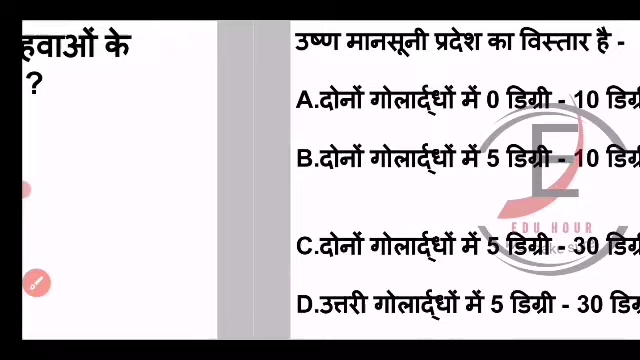 हवाओं के
?
उष्ण मानसूनी प्रदेश का विस्तार है -
A.दोनों गोलार्द्धों में 0 डिग्री - 10
B.दोनों गोलार्द्धों में 5 डिग्री - 10
EDU HOUR
C.दोनों गोलार्द्धों में 5 डिग्री - 30
D.उत्तरी गोलार्द्धों में 5 डिग्री - 30